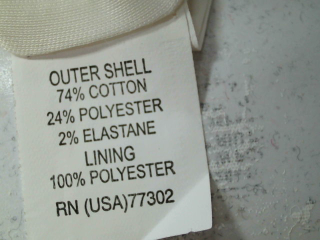 OUTER SHELL
74% COTTON
24% POLYESTER
2% ELASTANE
LINING
100% POLYESTER
RN (USA)77302